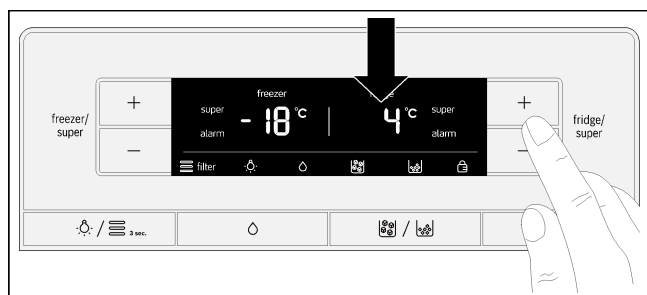 freezer/
super
+
−
freezer
super
alarm
-18 °C
4 °C
super
alarm
filter
+
−
fridge/
super
/ 3 sec.
/